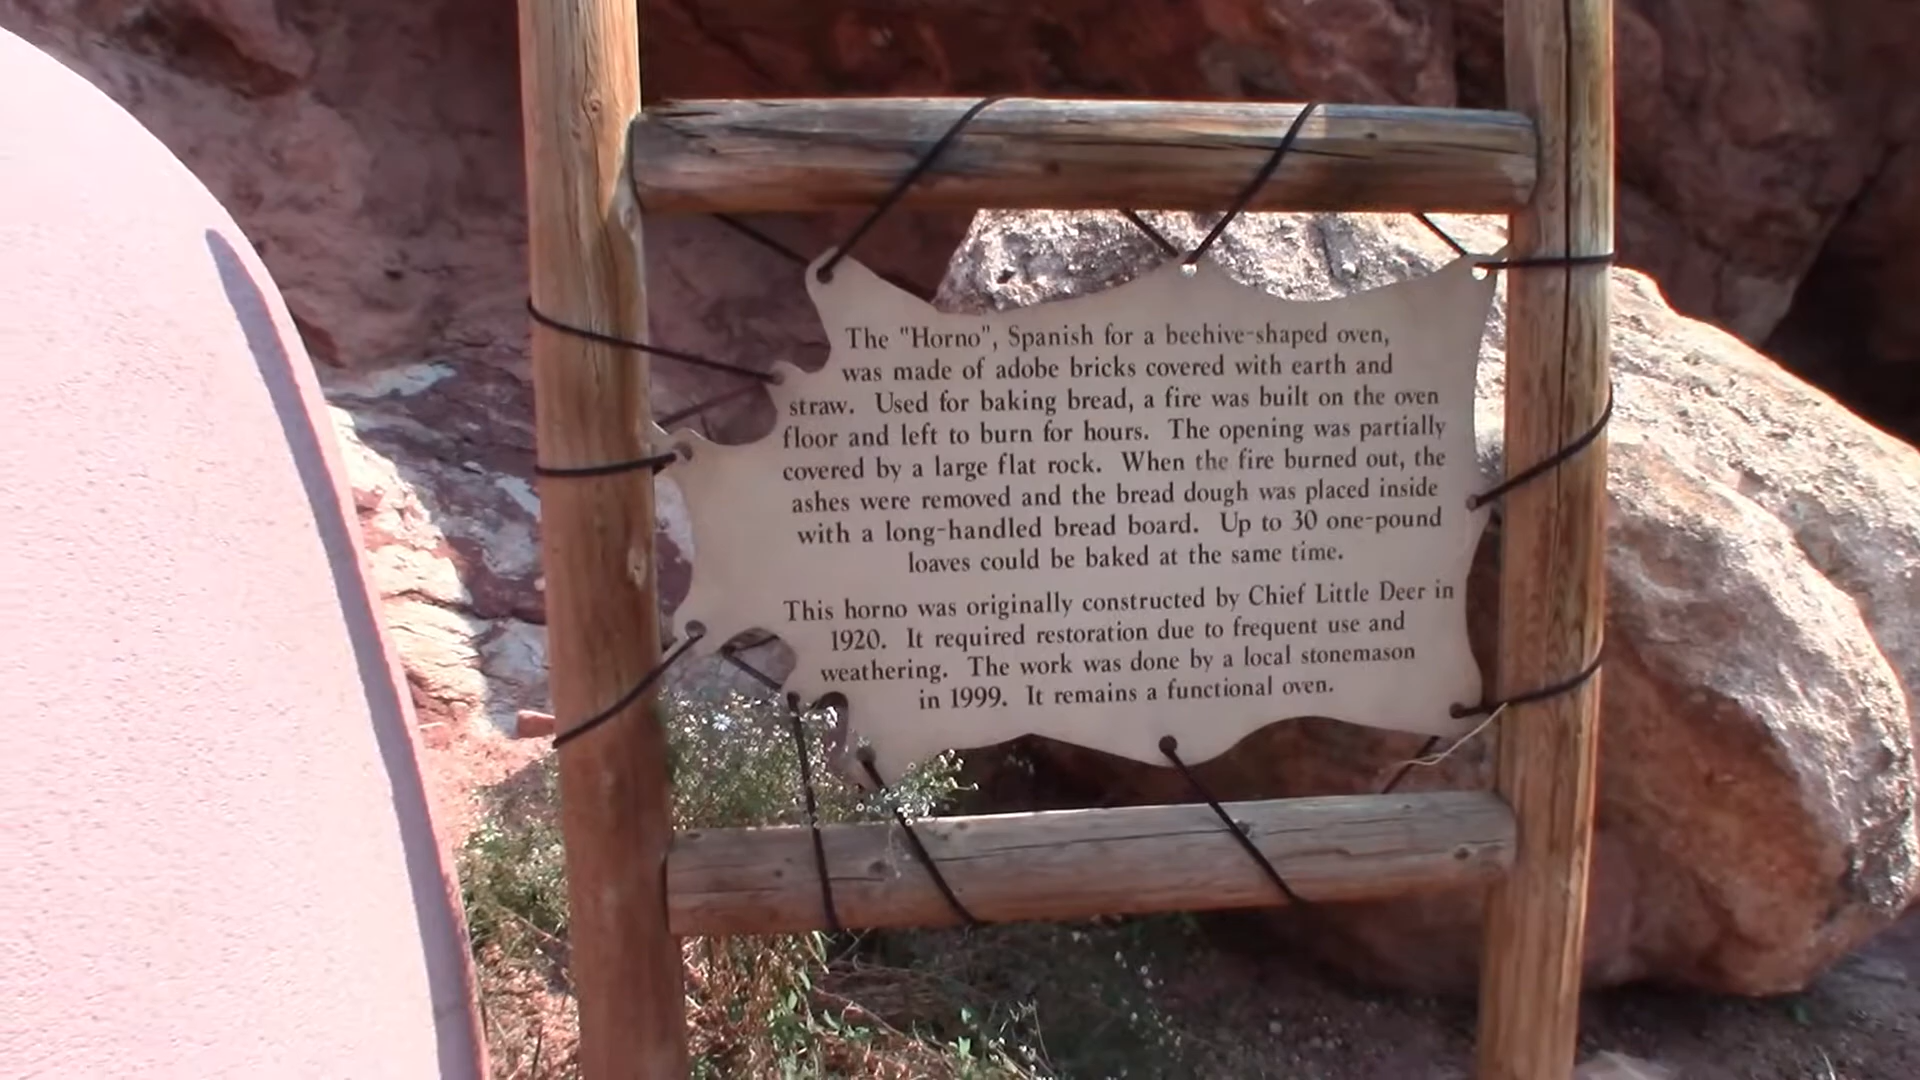 The "Horno", Spanish for a beehive-shaped oven,
was made of adobe bricks covered with earth and
straw. Used for baking bread, a fire was built on the oven
floor and left to burn for hours. The opening was partially
covered by a large flat rock. When the fire burned out, the
ashes were removed and the bread dough was placed inside
with a long-handled bread board. Up to 30 one-pound
loaves could be baked at the same time.
This horno was originally constructed by Chief Little Deer in
1920. It required restoration due to frequent use and
weathering. The work was done by a local stonemason
in 1999. It remains a functional oven.